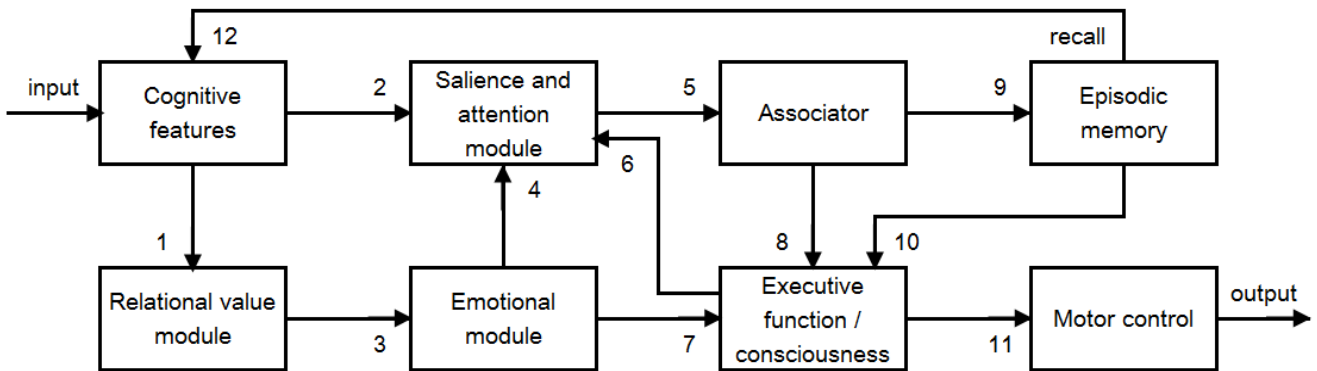 12
recall
input
Cognitive
features
2
Salience and
attention
module
5
Associator
9
Episodic
memory
6
4
1
8
10
Relational value
module
3
Emotional
module
7
Executive
function /
consciousness
11
Motor control
output